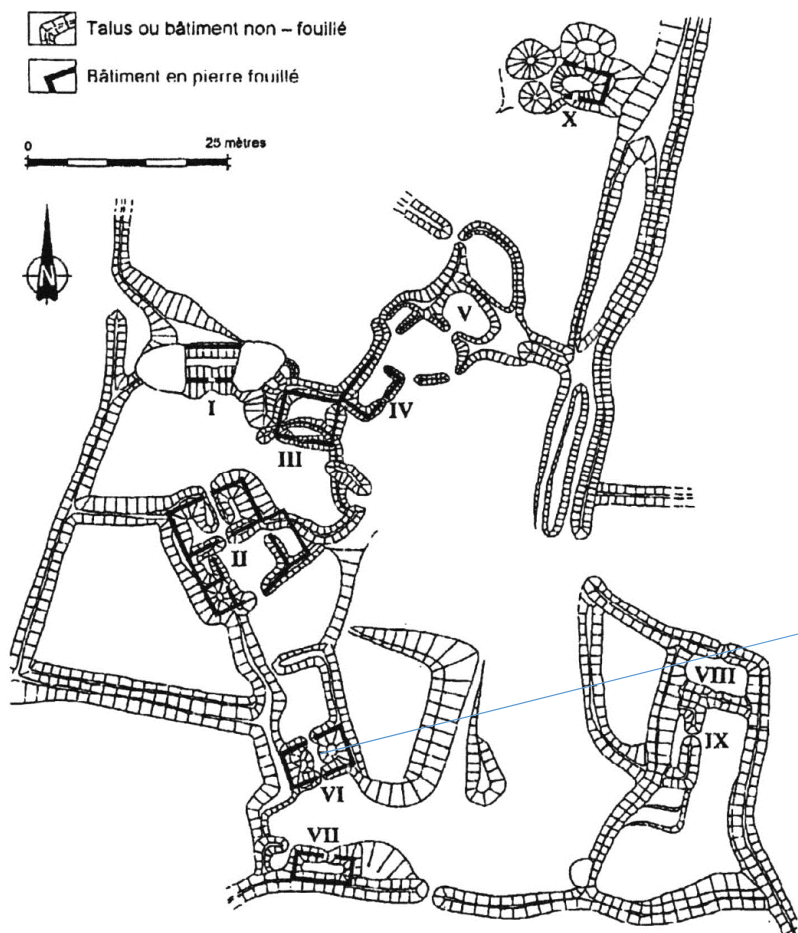 Talus ou bâtiment non – fouillé
Bâtiment en pierre fouillé
0 25 mètres
N
X
V
I
IV
III
II
VIII
IX
VI
VII